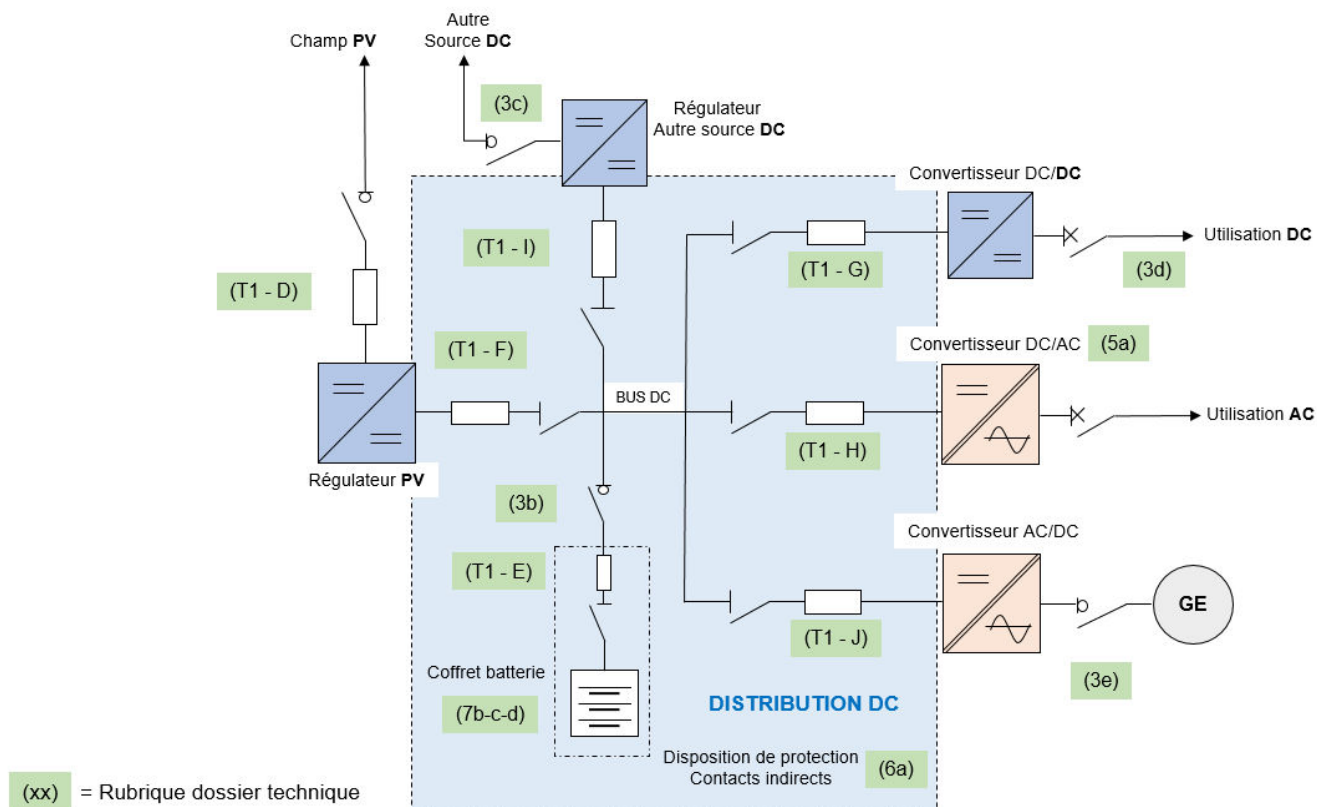 Champ PV
Autre
Source DC
(3c)
Régulateur
Autre source DC
Convertisseur DC/DC
(T1 - I)
(T1 - G)
Utilisation DC
(3d)
(T1 - D)
(T1 - F)
Convertisseur DC/AC
(5a)
BUS DC
Utilisation AC
(T1 - H)
Régulateur PV
(3b)
Convertisseur AC/DC
(T1 - E)
GE
(T1 - J)
Coffret batterie
(3e)
(7b-c-d)
DISTRIBUTION DC
Disposition de protection
Contacts indirects
(6a)
(xx) = Rubrique dossier technique